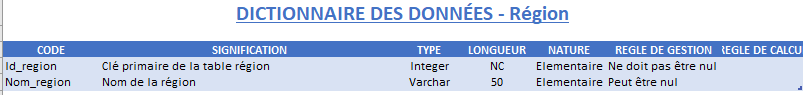 DICTIONNAIRE DES DONNÉES - Région
CODE SIGNIFICATION TYPE LONGUEUR NATURE REGLE DE GESTION REGLE DE CALCU
Id_region Clé primaire de la table région Integer NC Elementaire Ne doit pas être nul
Nom_region Nom de la région Varchar 50 Elementaire Peut être nul